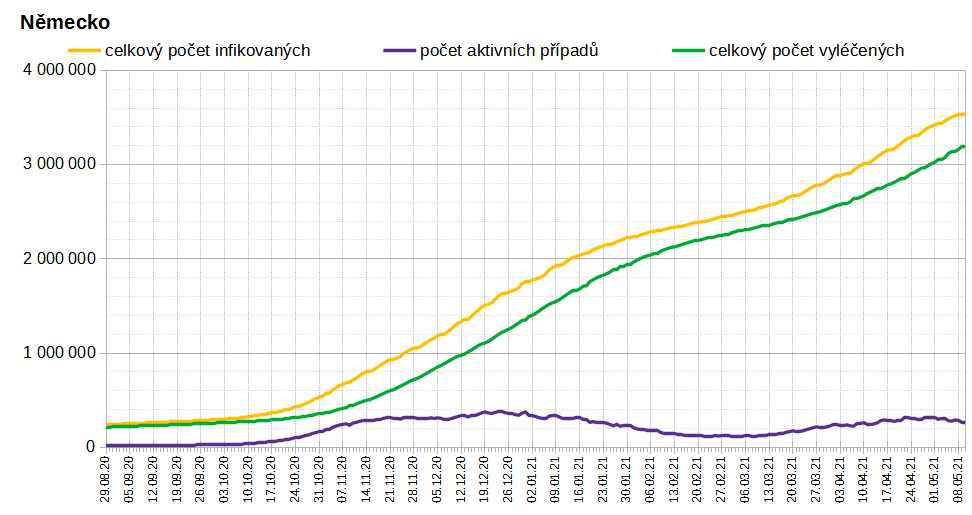 Německo
celkový počet infikovaných počet aktivních případů celkový počet vyléčených
4 000 000
3 000 000
2 000 000
1 000 000
0
29.08.20 05.09.20 12.09.20 19.09.20 26.09.20 03.10.20 10.10.20 17.10.20 24.10.20 31.10.20 07.11.20 14.11.20 21.11.20 28.11.20 05.12.20 12.12.20 19.12.20 26.12.20 02.01.21 09.01.21 16.01.21 23.01.21 30.01.21 06.02.21 13.02.21 20.02.21 27.02.21 06.03.21 13.03.21 20.03.21 27.03.21 03.04.21 10.04.21 17.04.21 24.04.21 01.05.21 08.05.21